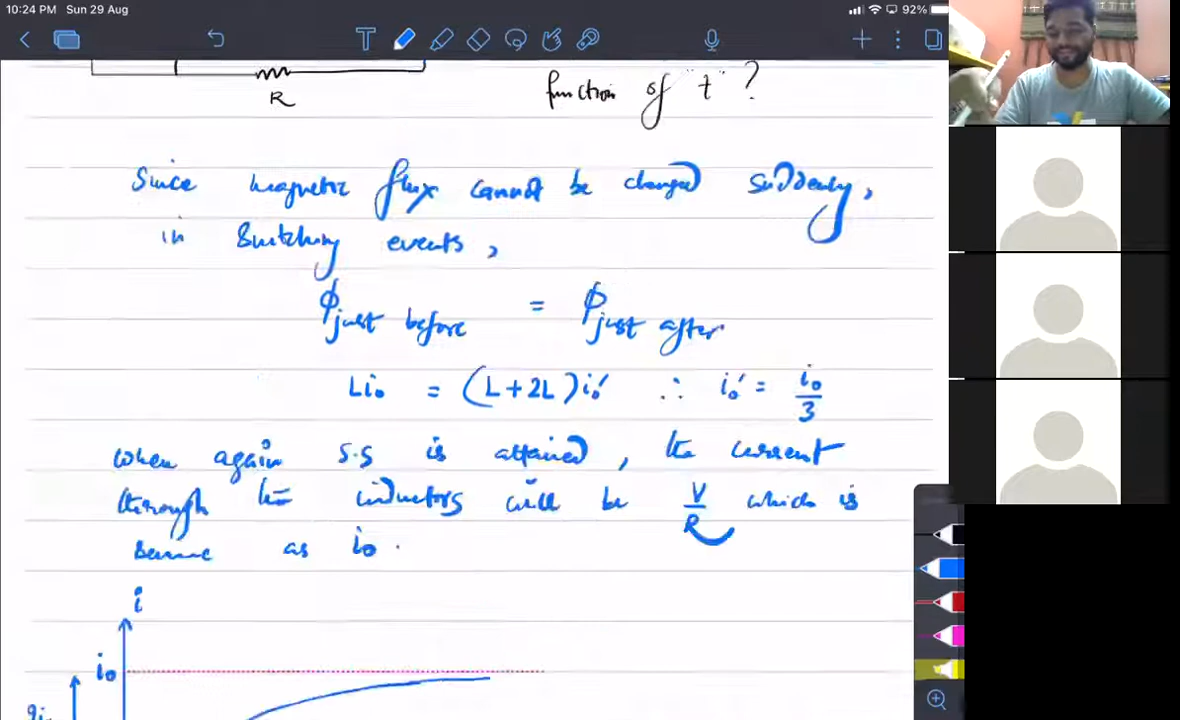 10:24 PM Sun 29 Aug
92%
R
function of "t" ?
Since magnetic flux cannot be changed suddenly,
in Switching events,
ϕ just before = ϕ just after
Li₀ = (L+2L)i₀′ ∴ i₀′ = i₀/3
When again S.S is attained, the current
through the inductors will be V/R which is
same as i₀.
i
i₀